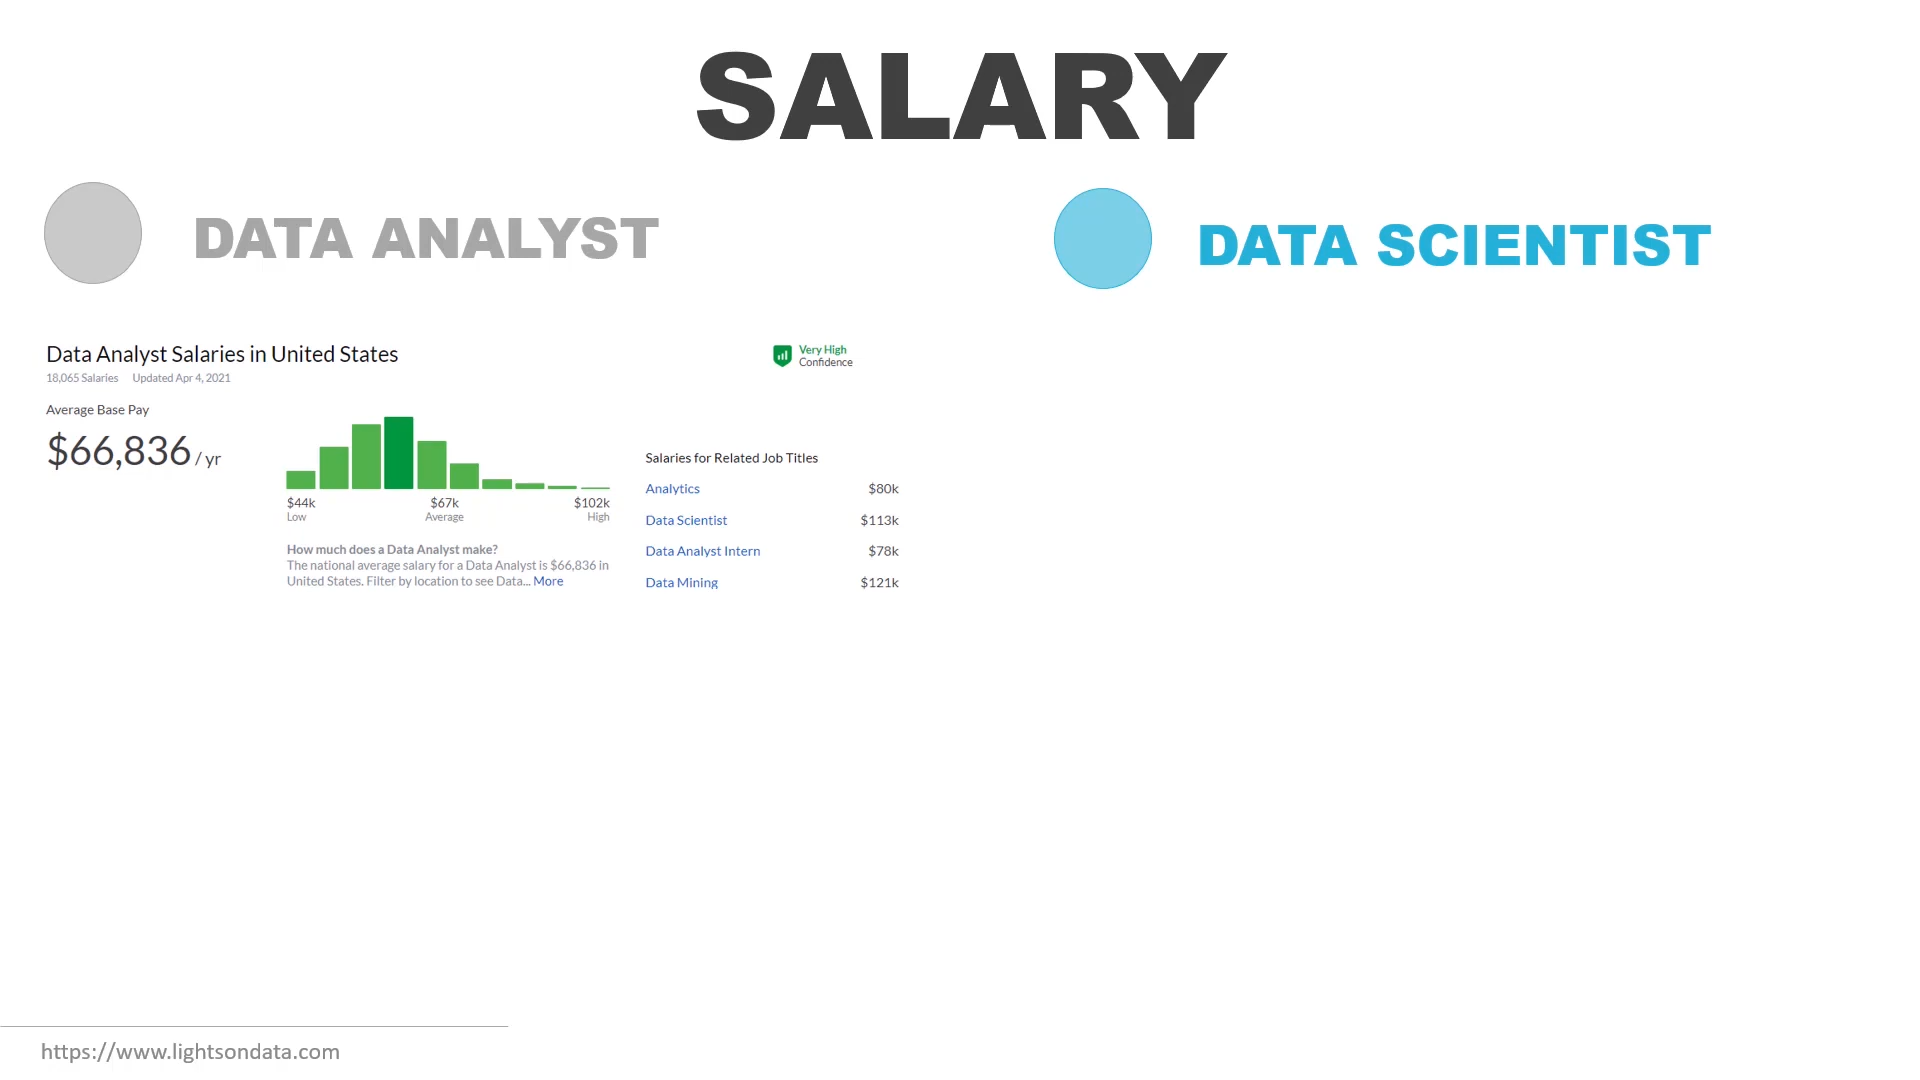 SALARY
DATA ANALYST
DATA SCIENTIST
Data Analyst Salaries in United States
18,065 Salaries Updated Apr 4, 2021
Very High
Confidence
Average Base Pay
$66,836 / yr
$44k
Low
$67k
Average
$102k
High
How much does a Data Analyst make?
The national average salary for a Data Analyst is $66,836 in
United States. Filter by location to see Data... More
Salaries for Related Job Titles
Analytics $80k
Data Scientist $113k
Data Analyst Intern $78k
Data Mining $121k
https://www.lightsondata.com